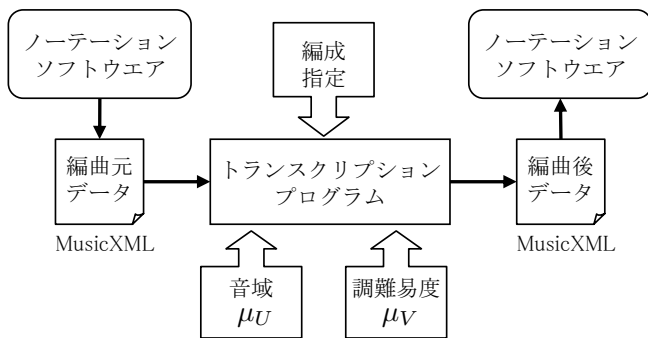 ノーテーション
ソフトウエア
編成
指定
ノーテーション
ソフトウエア
編曲元
データ
トランスクリプション
プログラム
編曲後
データ
MusicXML
MusicXML
音域
μU
調難易度
μV